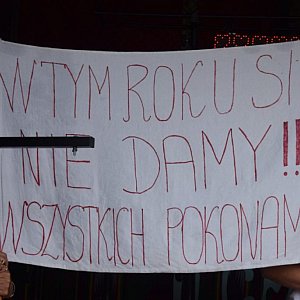 W TYM ROKU SI
NIE DAMY!!
WSZYSTKICH POKONAM